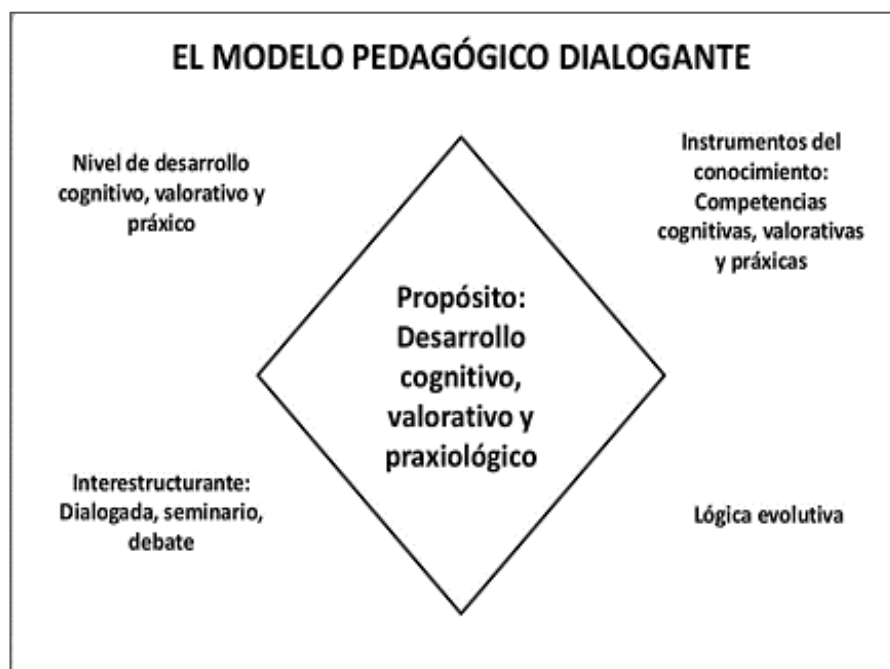 EL MODELO PEDAGÓGICO DIALOGANTE
Nivel de desarrollo
cognitivo, valorativo y
práxico
Instrumentos del
conocimiento:
Competencias
cognitivas, valorativas
y práxicas
Propósito:
Desarrollo
cognitivo,
valorativo y
praxiológico
Interestructurante:
Dialogada, seminario,
debate
Lógica evolutiva